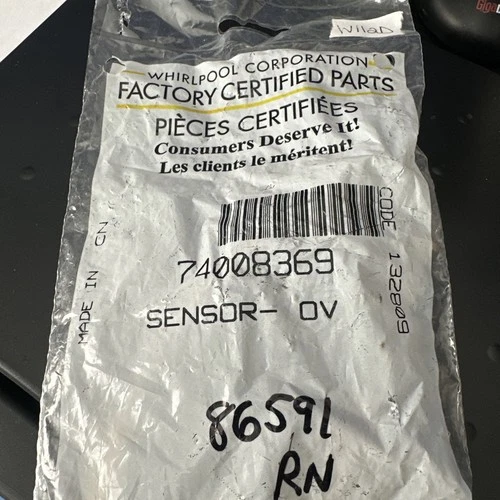 WHIRLPOOL CORPORATION
FACTORY CERTIFIED PARTS
PIÈCES CERTIFIÉES
Consumers Deserve It!
Les clients le méritent!
74008369
SENSOR- OV
MADE IN CN
CODE 132809
86591
RN